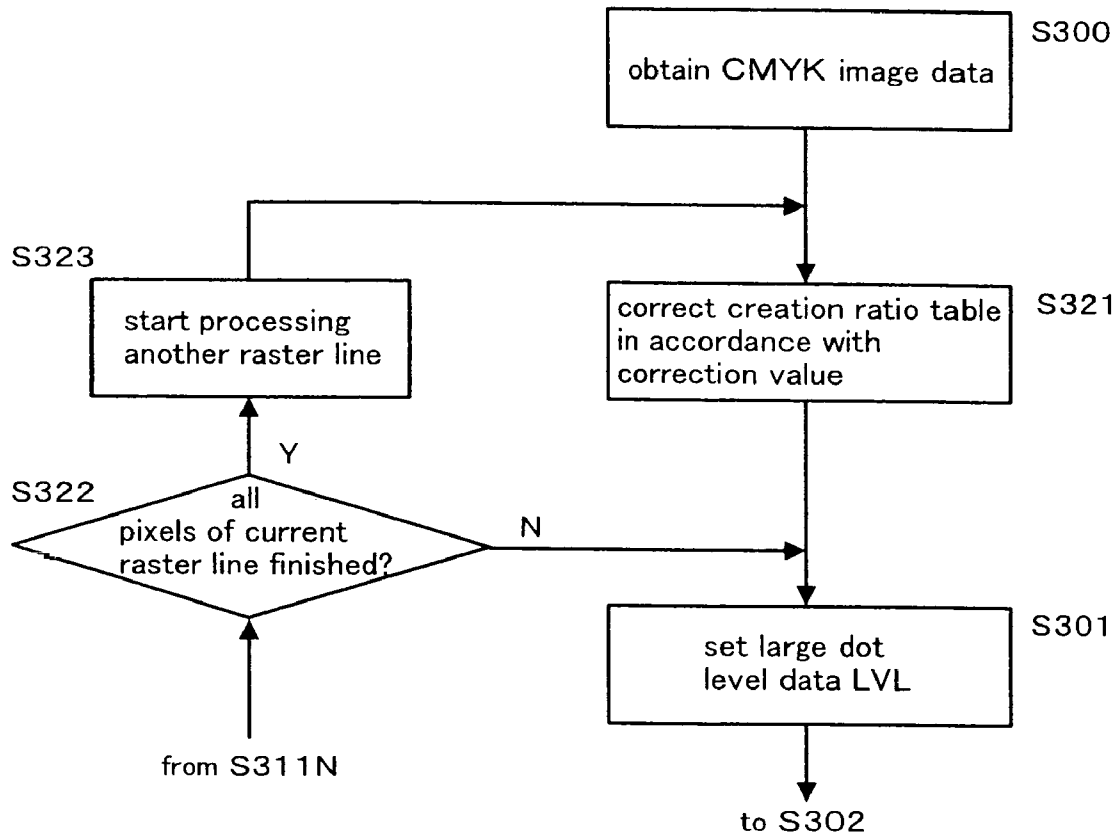 S300
obtain CMYK image data
S323
start processing
another raster line
S321
correct creation ratio table
in accordance with
correction value
Y
S322
all
pixels of current
raster line finished?
N
S301
set large dot
level data LVL
from S311N
to S302